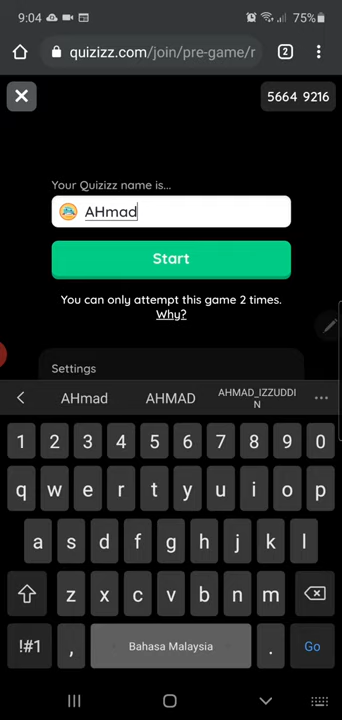 9:04 75%
quizizz.com/join/pre-game/r 2
5664 9216
Your Quizizz name is...
AHmad
Start
You can only attempt this game 2 times.
Why?
Settings
AHmad AHMAD AHMAD_IZZUDDI
N
1 2 3 4 5 6 7 8 9 0
q w e r t y u i o p
a s d f g h j k l
z x c v b n m
!#1 , Bahasa Malaysia . Go